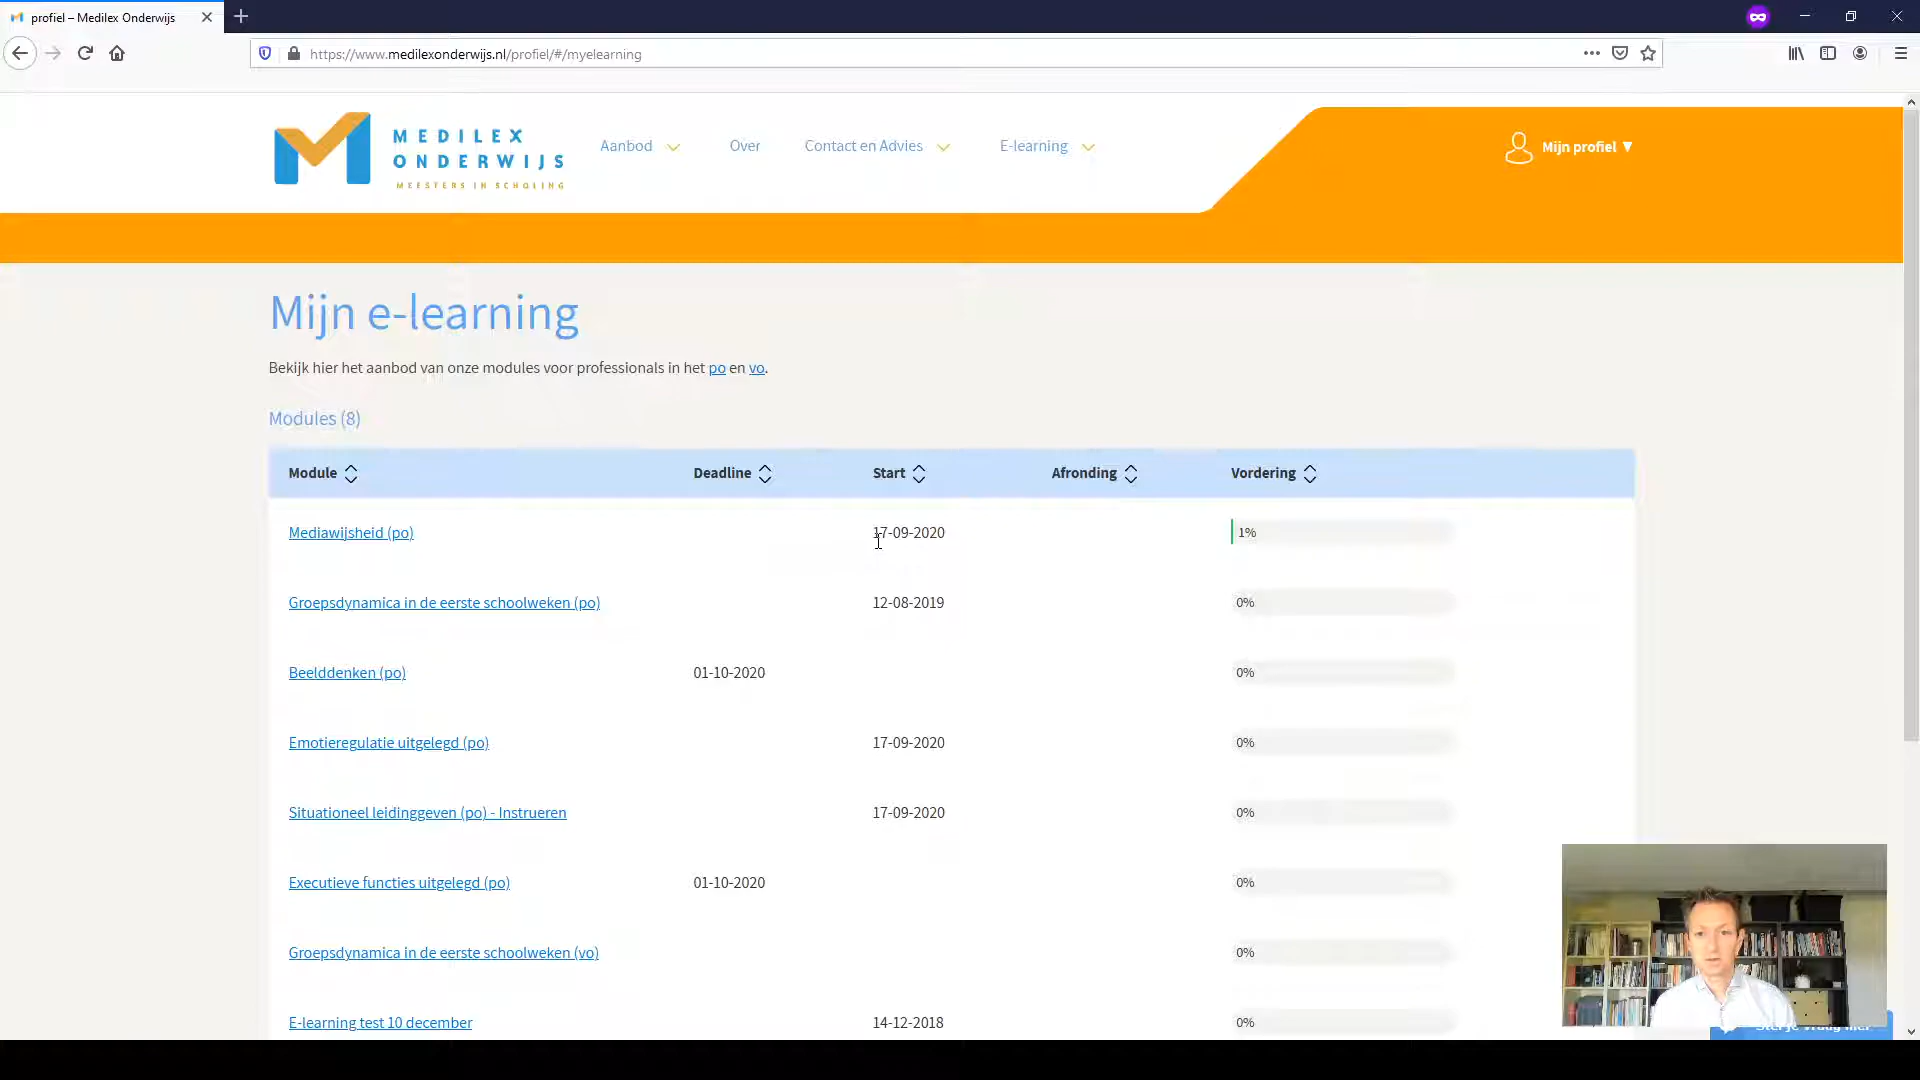 profiel – Medilex Onderwijs
https://www.medilexonderwijs.nl/profiel/#/myelearning
MEDILEX
ONDERWIJS
MEESTERS IN SCHOLING
Aanbod
Over
Contact en Advies
E-learning
Mijn profiel ▼
Mijn e-learning
Bekijk hier het aanbod van onze modules voor professionals in het po en vo.
Modules (8)
Module Deadline Start Afronding Vordering
Mediawijsheid (po) 17-09-2020 1%
Groepsdynamica in de eerste schoolweken (po) 12-08-2019 0%
Beelddenken (po) 01-10-2020 0%
Emotieregulatie uitgelegd (po) 17-09-2020 0%
Situationeel leidinggeven (po) - Instrueren 17-09-2020 0%
Executieve functies uitgelegd (po) 01-10-2020 0%
Groepsdynamica in de eerste schoolweken (vo) 0%
E-learning test 10 december 14-12-2018 0%